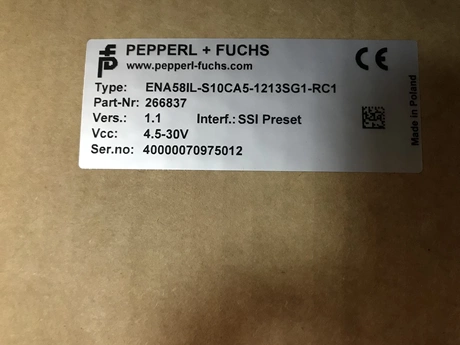 PEPPERL + FUCHS
www.pepperl-fuchs.com
Type: ENA58IL-S10CA5-1213SG1-RC1
Part-Nr: 266837
Vers.: 1.1 Interf.: SSI Preset
Vcc: 4.5-30V
Ser.no: 40000070975012
CE
Made in Poland